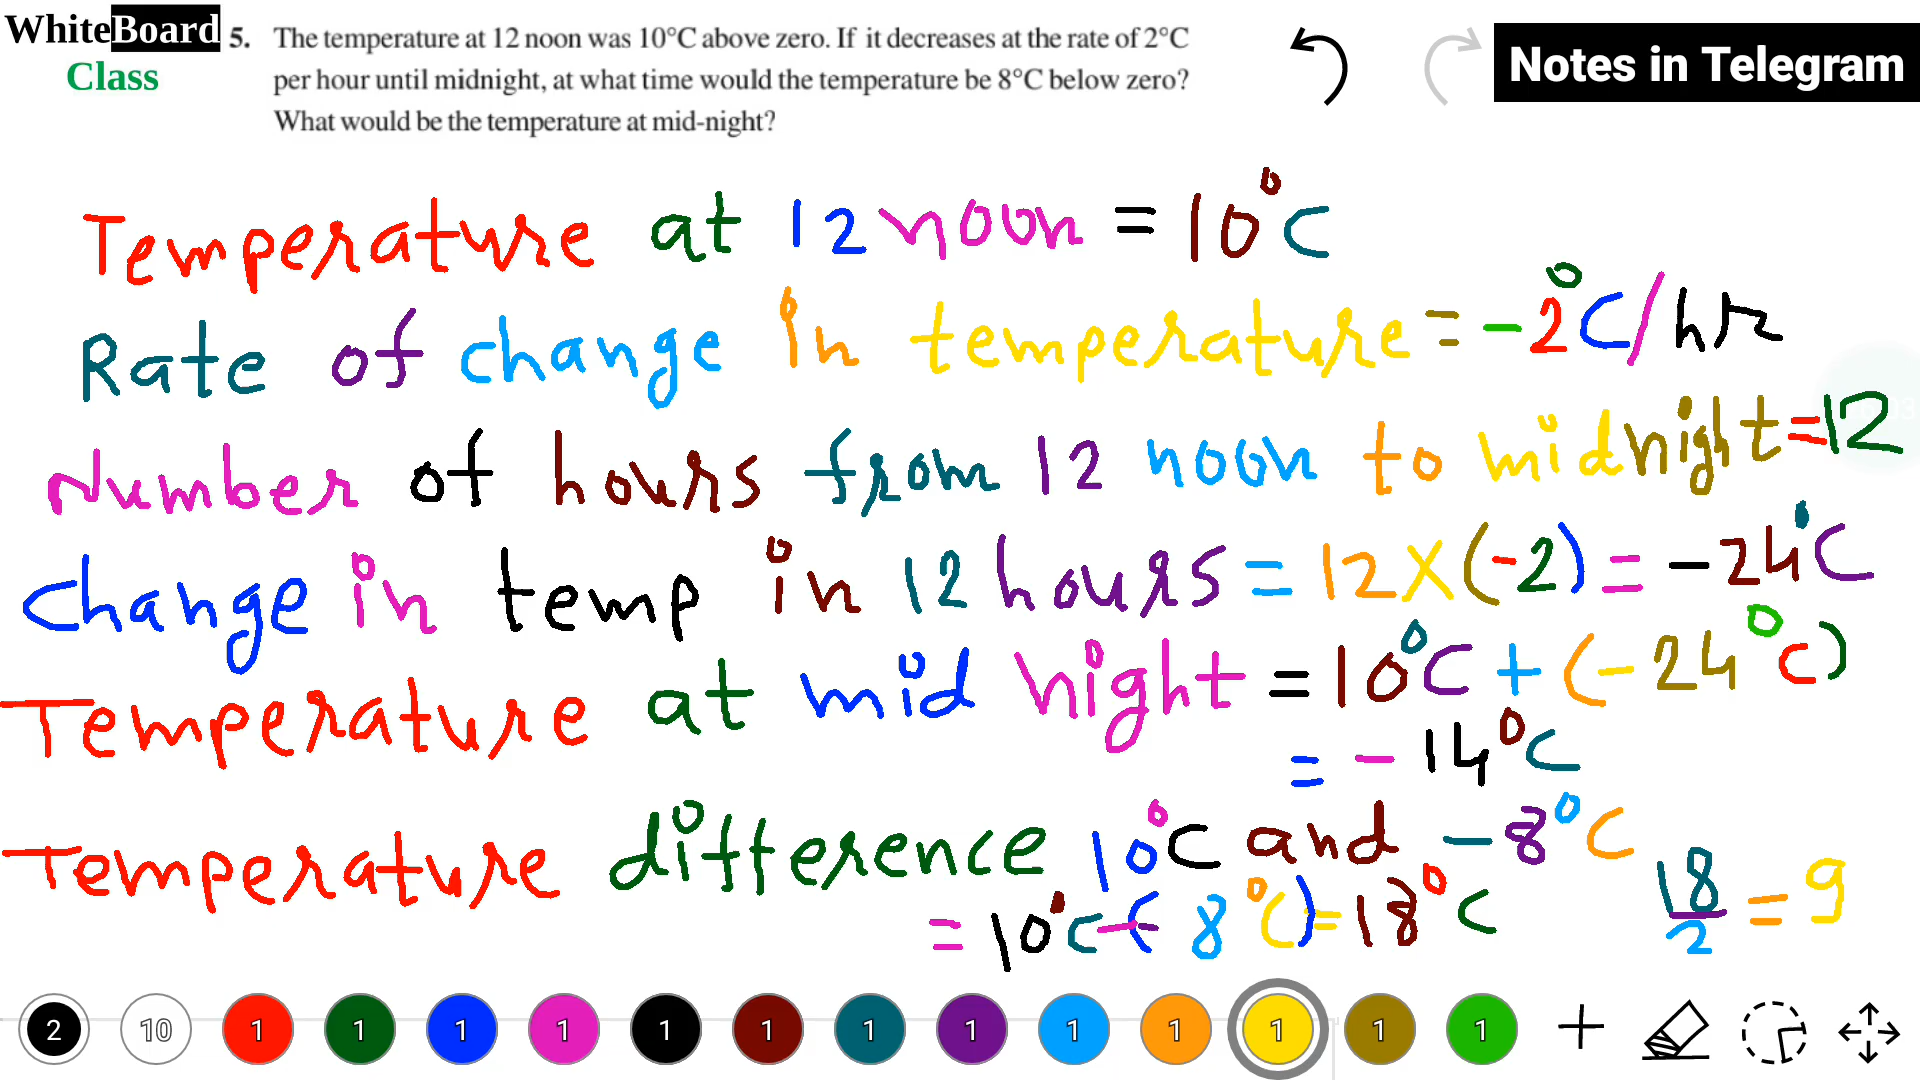 WhiteBoard
Class
5. The temperature at 12 noon was 10°C above zero. If it decreases at the rate of 2°C
per hour until midnight, at what time would the temperature be 8°C below zero?
What would be the temperature at mid-night?
Notes in Telegram
Temperature at 12 noon = 10°C
Rate of change in temperature = -2°C/hr
Number of hours from 12 noon to midnight = 12
Change in temp in 12 hours = 12 × (-2) = -24°C
Temperature at mid night = 10°C + (-24°C)
= -14°C
Temperature difference 10°C and -8°C
= 10°C - (-8°C) = 18°C
18/2 = 9
2 10 1 1 1 1 1 1 1 1 1 1 1 1 1